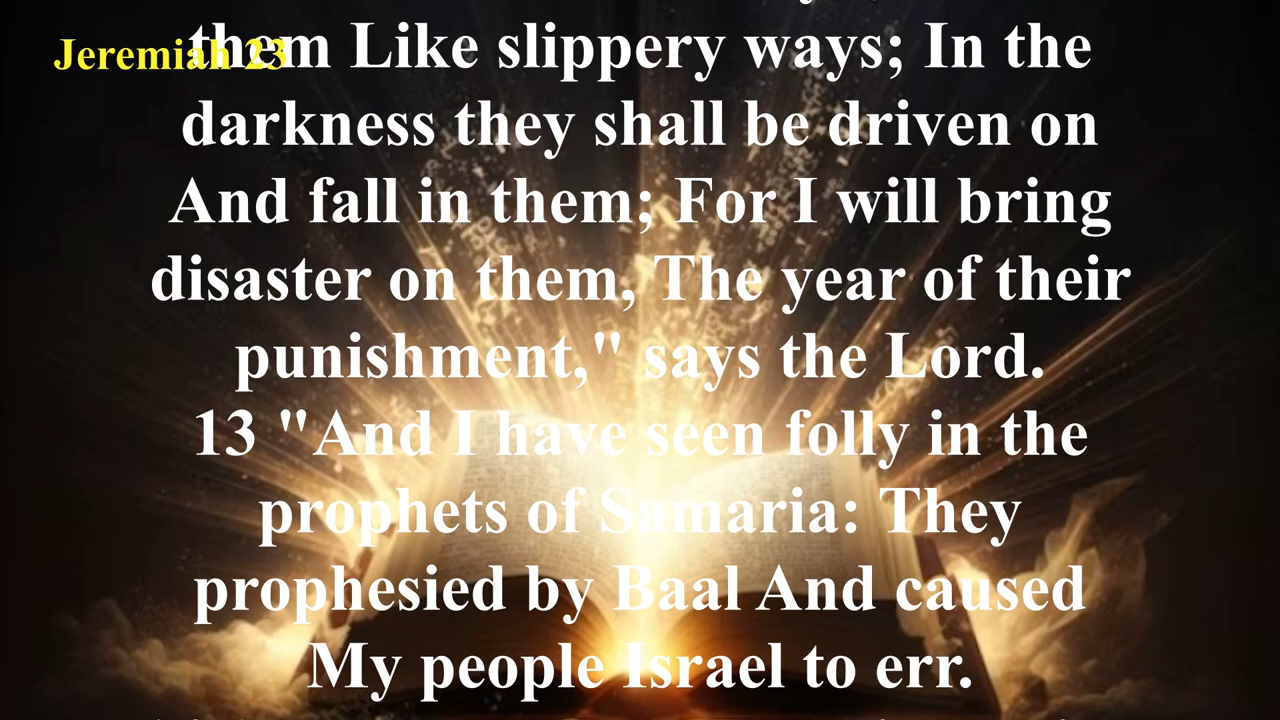 Jeremiah 23
them Like slippery ways; In the
darkness they shall be driven on
And fall in them; For I will bring
disaster on them, The year of their
punishment," says the Lord.
13 "And I have seen folly in the
prophets of Samaria: They
prophesied by Baal And caused
My people Israel to err.